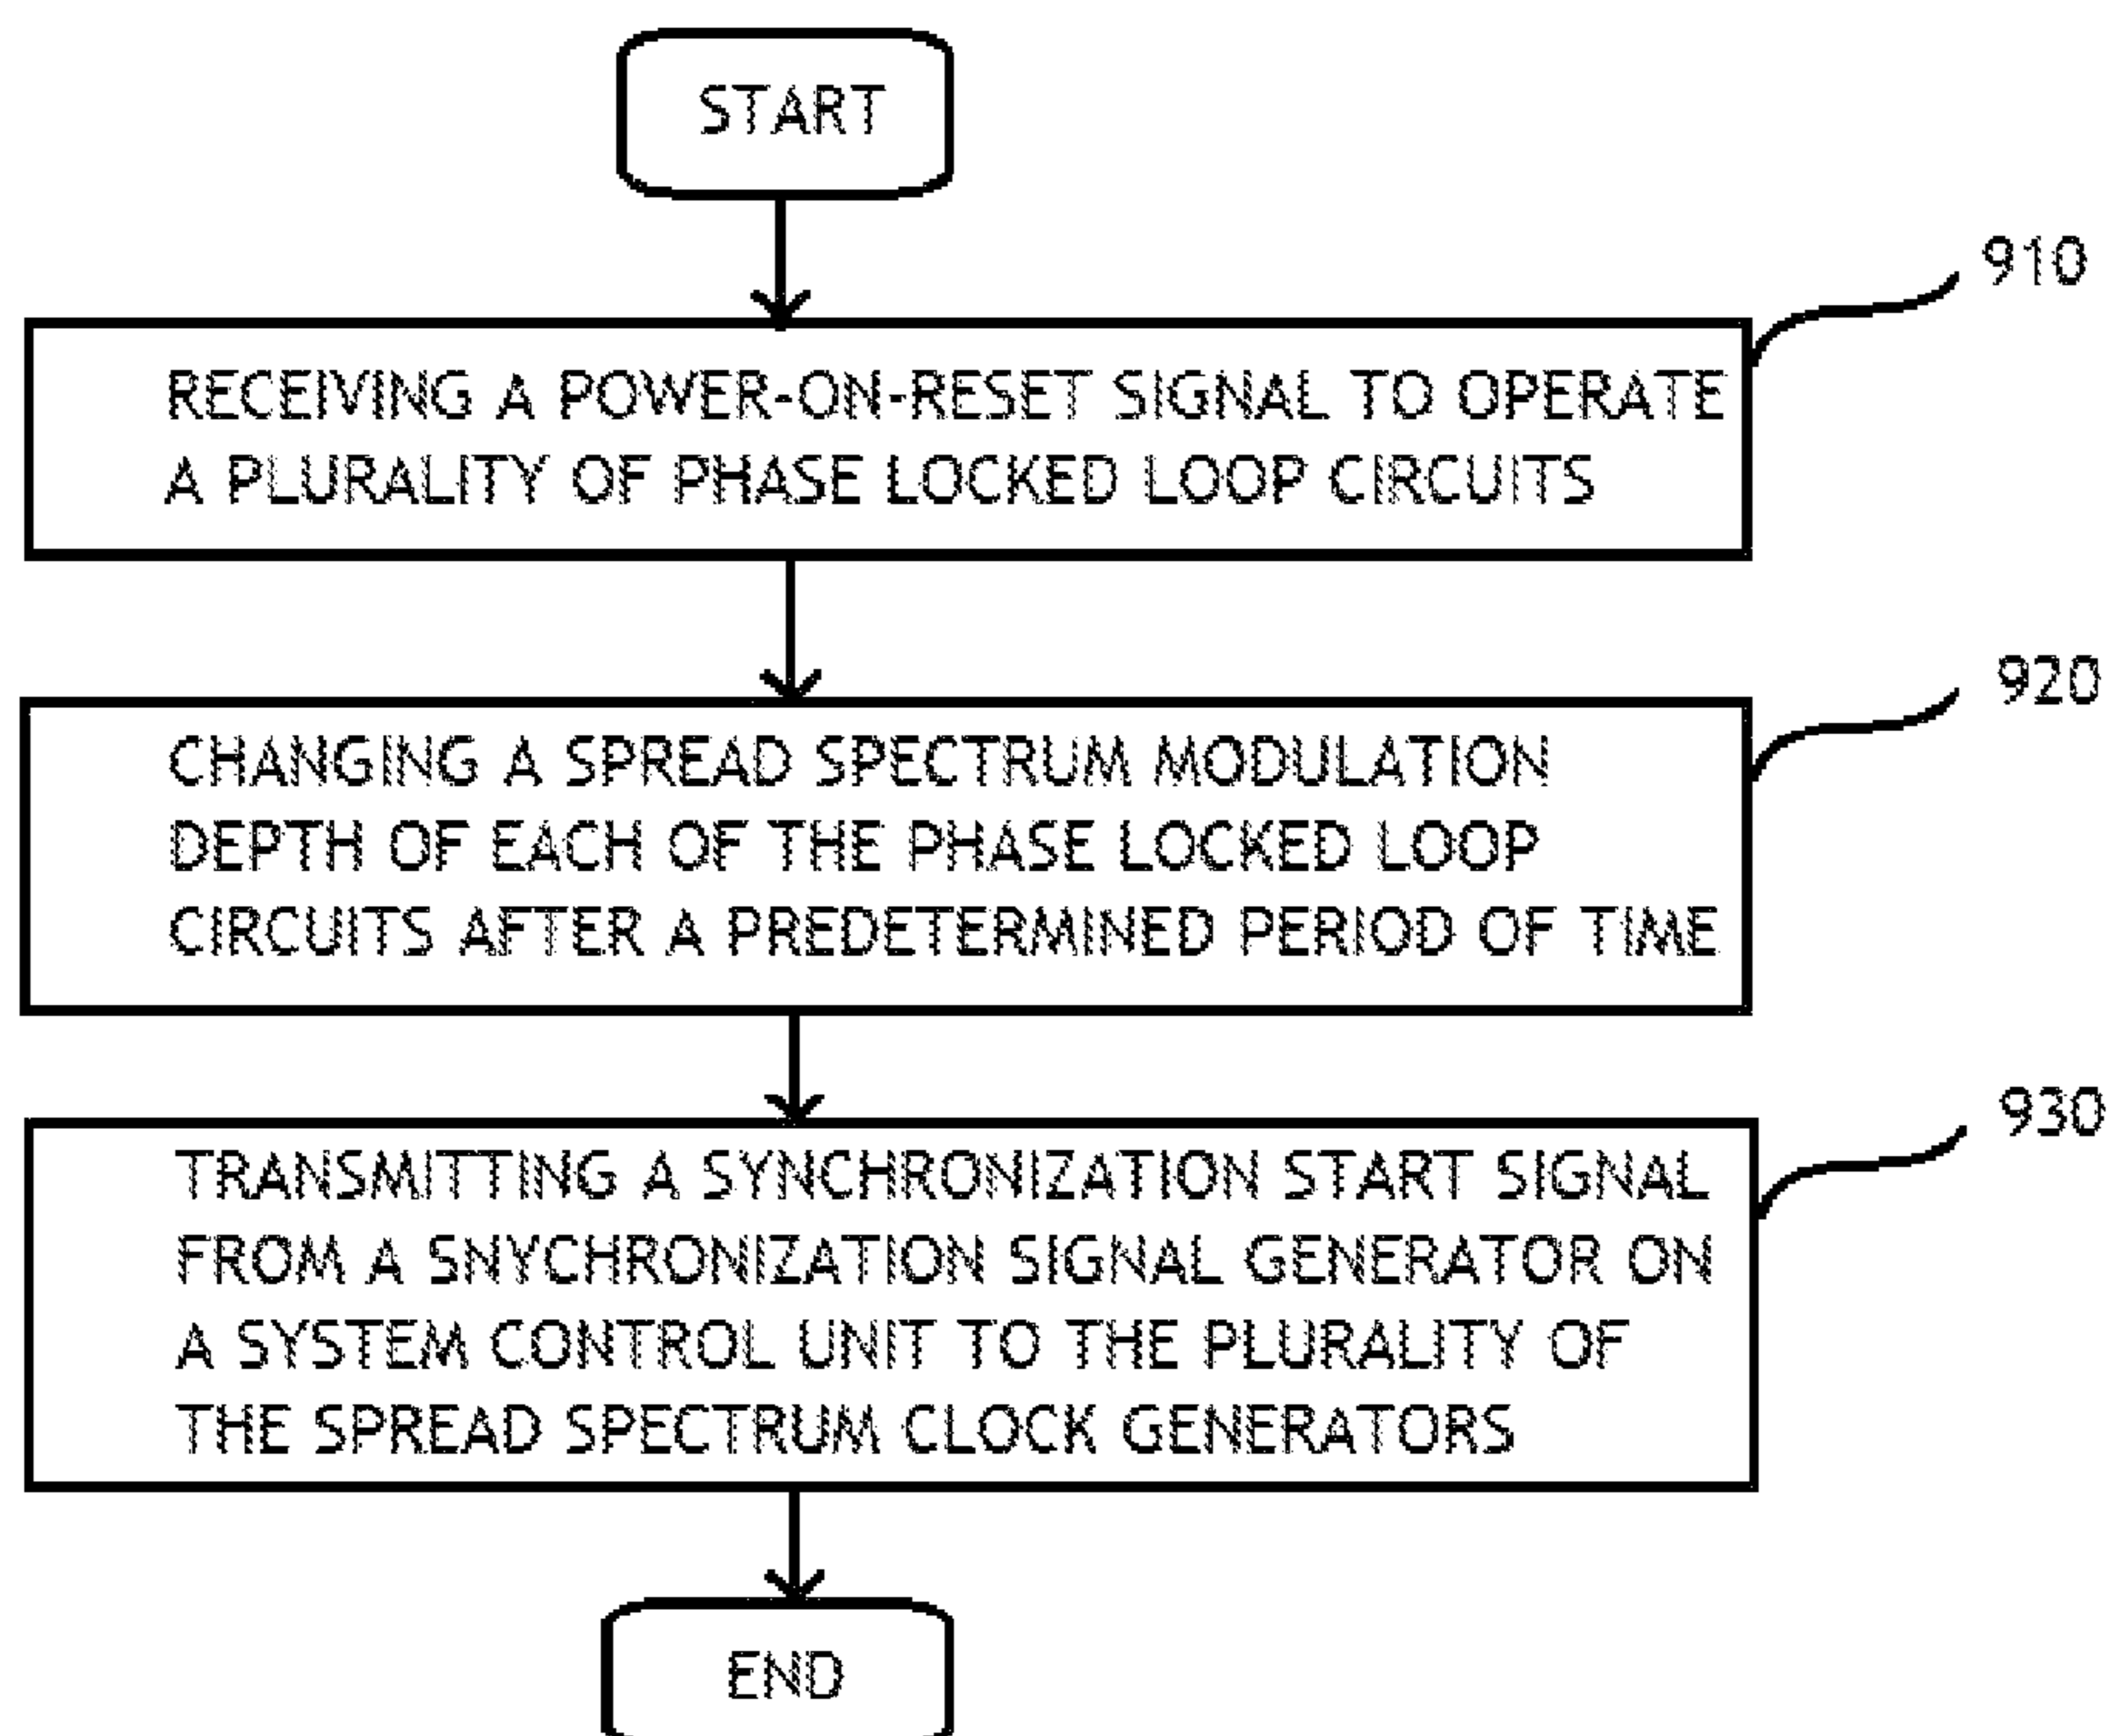 START
910
RECEIVING A POWER-ON-RESET SIGNAL TO OPERATE
A PLURALITY OF PHASE LOCKED LOOP CIRCUITS
920
CHANGING A SPREAD SPECTRUM MODULATION
DEPTH OF EACH OF THE PHASE LOCKED LOOP
CIRCUITS AFTER A PREDETERMINED PERIOD OF TIME
930
TRANSMITTING A SYNCHRONIZATION START SIGNAL
FROM A SNYCHRONIZATION SIGNAL GENERATOR ON
A SYSTEM CONTROL UNIT TO THE PLURALITY OF
THE SPREAD SPECTRUM CLOCK GENERATORS
END